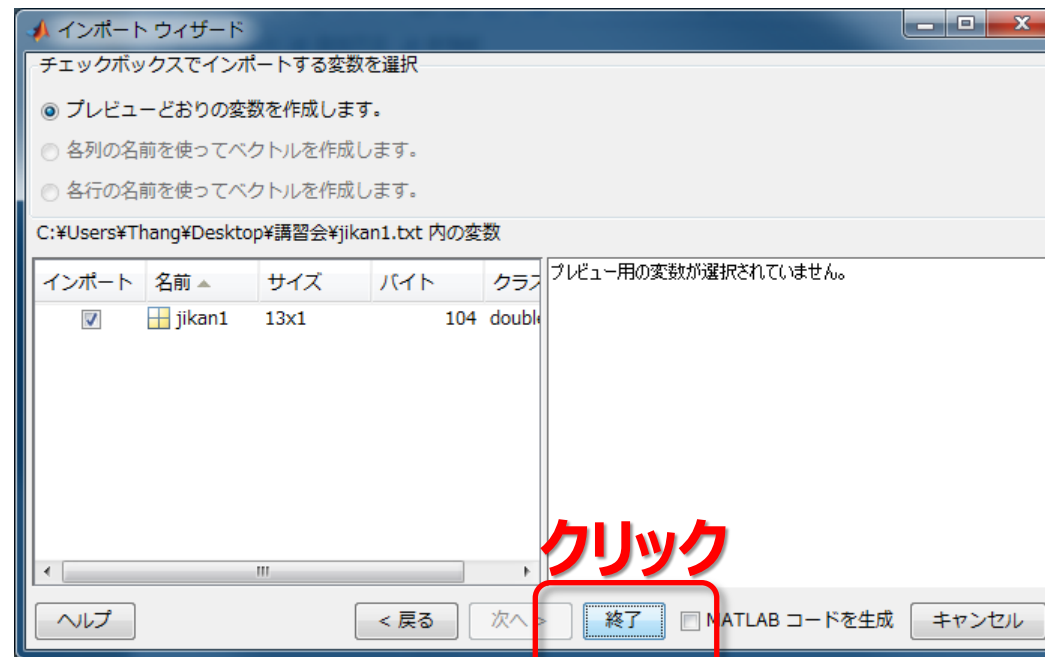 インポート ウィザード
チェックボックスでインポートする変数を選択
プレビューどおりの変数を作成します。
各列の名前を使ってベクトルを作成します。
各行の名前を使ってベクトルを作成します。
C:¥Users¥Thang¥Desktop¥講習会¥jikan1.txt 内の変数
インポート 名前 サイズ バイト クラス
プレビュー用の変数が選択されていません。
jikan1 13x1 104 double
クリック
ヘルプ < 戻る 次へ > 終了 MATLAB コードを生成 キャンセル